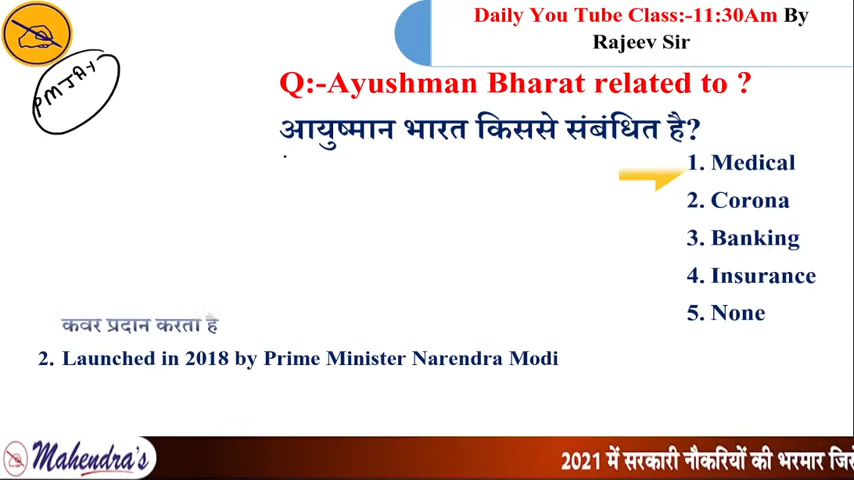 Daily You Tube Class:-11:30Am By
Rajeev Sir
PMJAY
Q:-Ayushman Bharat related to ?
आयुष्मान भारत किससे संबंधित है?
1. Medical
2. Corona
3. Banking
4. Insurance
5. None
कवर प्रदान करता है
2. Launched in 2018 by Prime Minister Narendra Modi
Mahendra's
2021 में सरकारी नौकरियों की भरमार